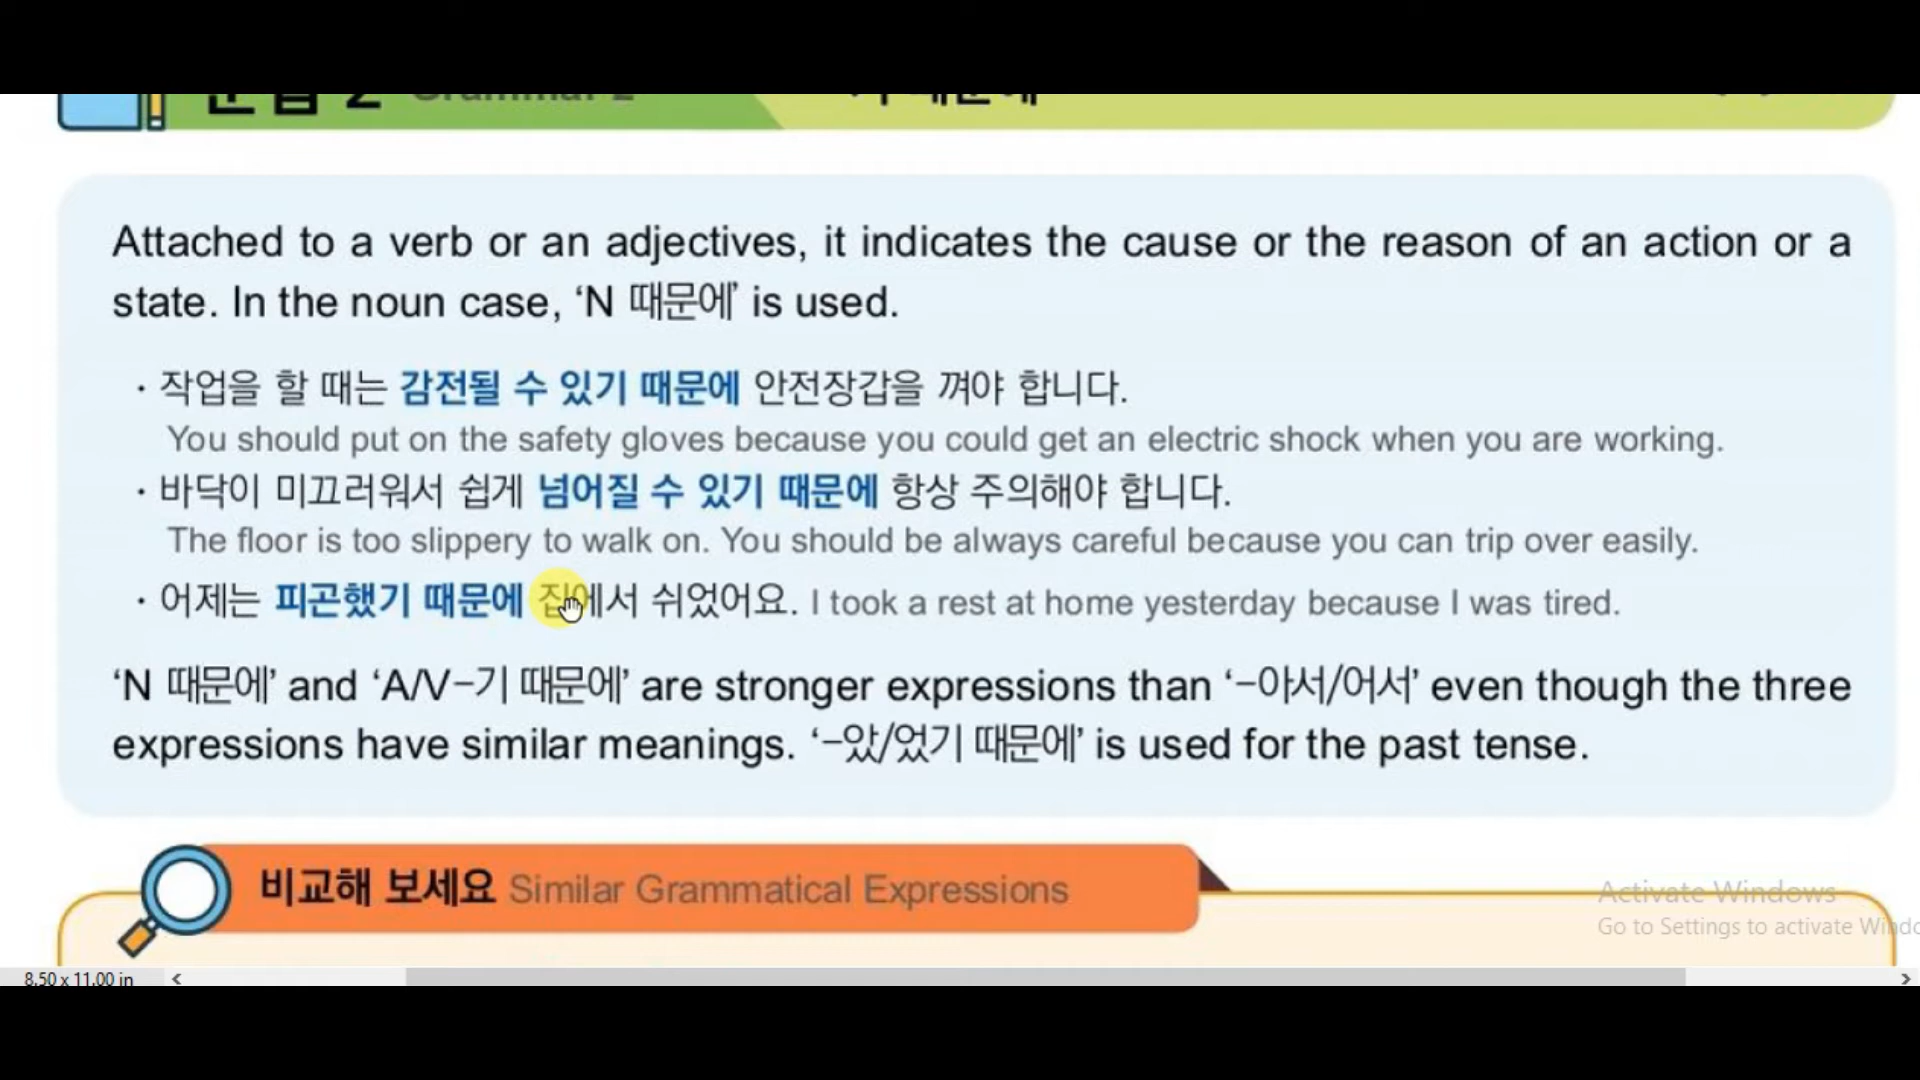 문법 2 Grammar 2 -기 때문에
Attached to a verb or an adjectives, it indicates the cause or the reason of an action or a
state. In the noun case, ‘N 때문에’ is used.
· 작업을 할 때는 감전될 수 있기 때문에 안전장갑을 껴야 합니다.
You should put on the safety gloves because you could get an electric shock when you are working.
· 바닥이 미끄러워서 쉽게 넘어질 수 있기 때문에 항상 주의해야 합니다.
The floor is too slippery to walk on. You should be always careful because you can trip over easily.
· 어제는 피곤했기 때문에 집에서 쉬었어요. I took a rest at home yesterday because I was tired.
‘N 때문에’ and ‘A/V-기 때문에’ are stronger expressions than ‘-아서/어서’ even though the three
expressions have similar meanings. ‘-았/었기 때문에’ is used for the past tense.
비교해 보세요 Similar Grammatical Expressions
Activate Windows
Go to Settings to activate Windo
8.50 x 11.00 in